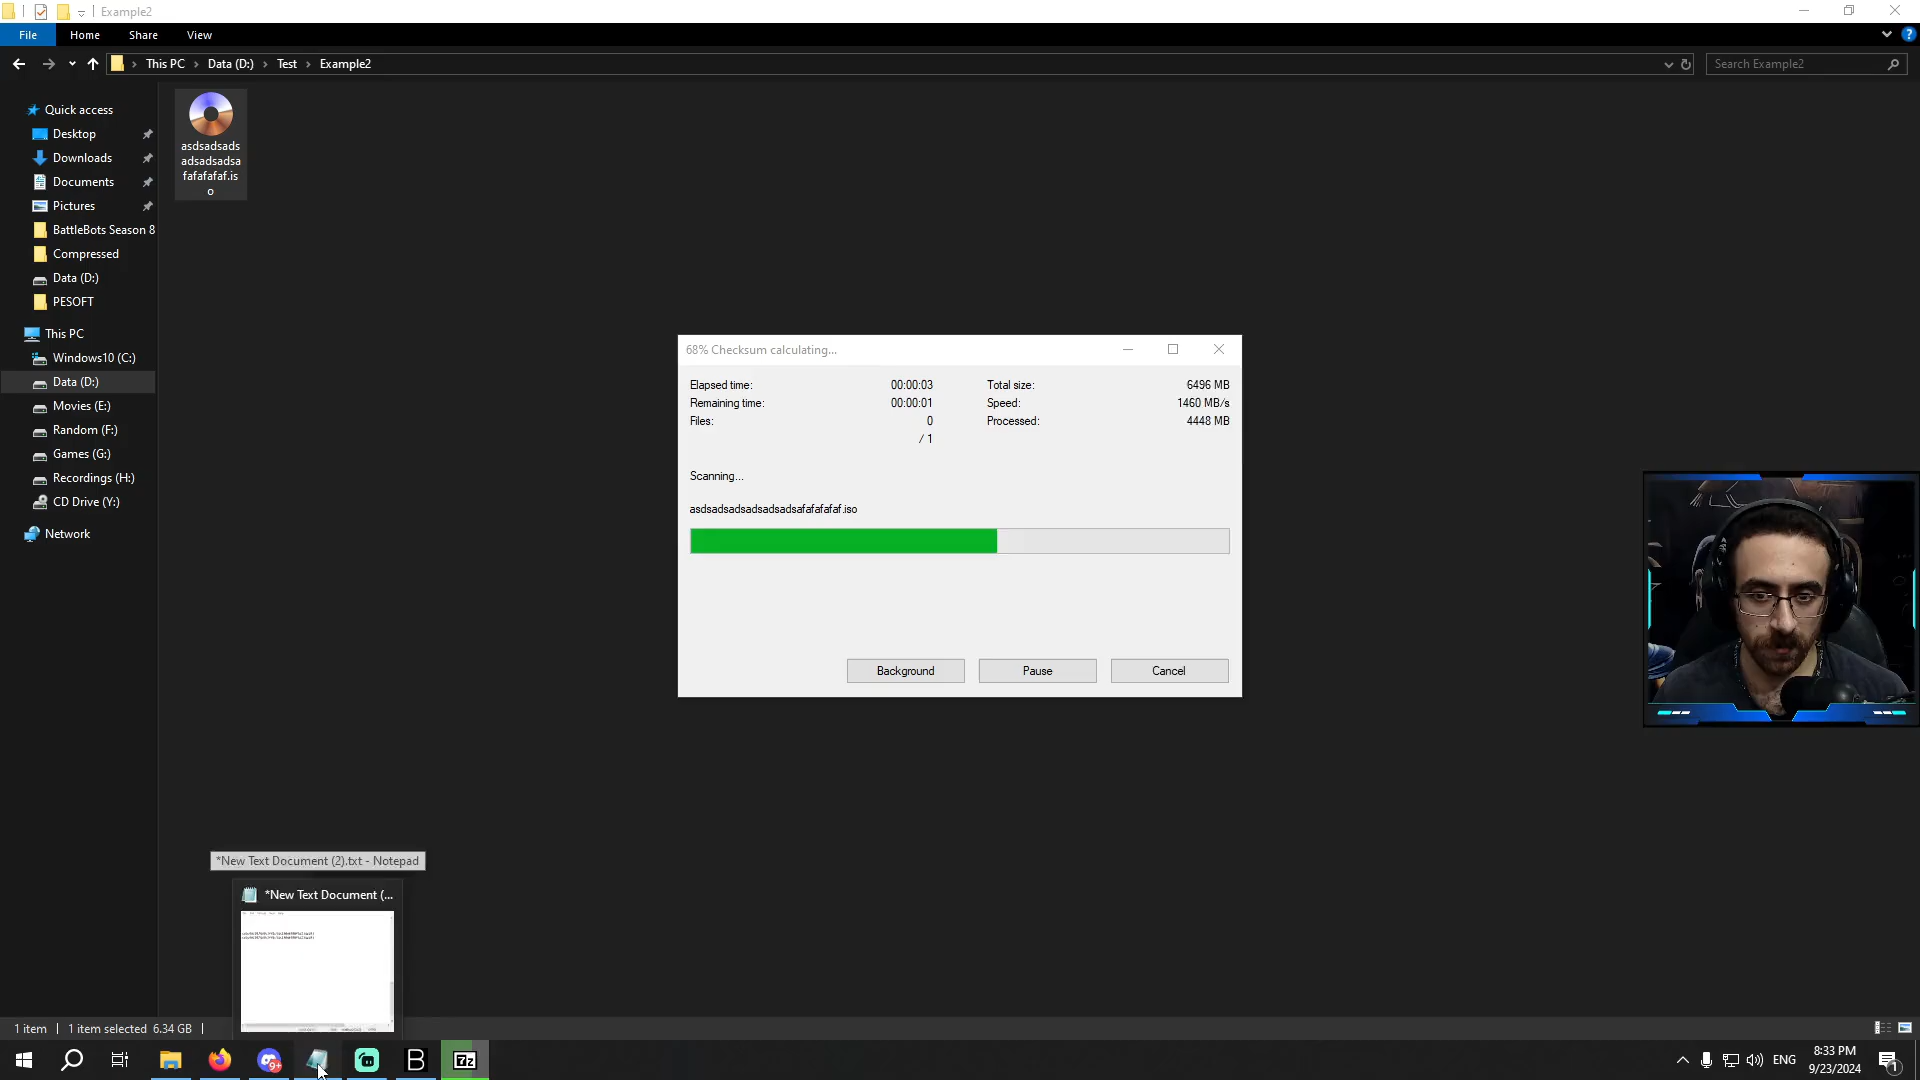 Example2
File Home Share View
This PC Data (D:) Test Example2 Search Example2
Quick access
Desktop
Downloads
Documents
Pictures
BattleBots Season 8
Compressed
Data (D:)
PESOFT
This PC
Windows10 (C:)
Data (D:)
Movies (E:)
Random (F:)
Games (G:)
Recordings (H:)
CD Drive (Y:)
Network
asdsadsads
adsadsadsa
fafafafaf.is
o
68% Checksum calculating...
Elapsed time: 00:00:03 Total size: 6496 MB
Remaining time: 00:00:01 Speed: 1460 MB/s
Files: 0 Processed: 4448 MB
/ 1
Scanning...
asdsadsadsadsadsadsafafafafaf.iso
Background Pause Cancel
*New Text Document (2).txt - Notepad
*New Text Document (...
1 item 1 item selected 6.34 GB
9+ B 7z ENG 8:33 PM
9/23/2024 1